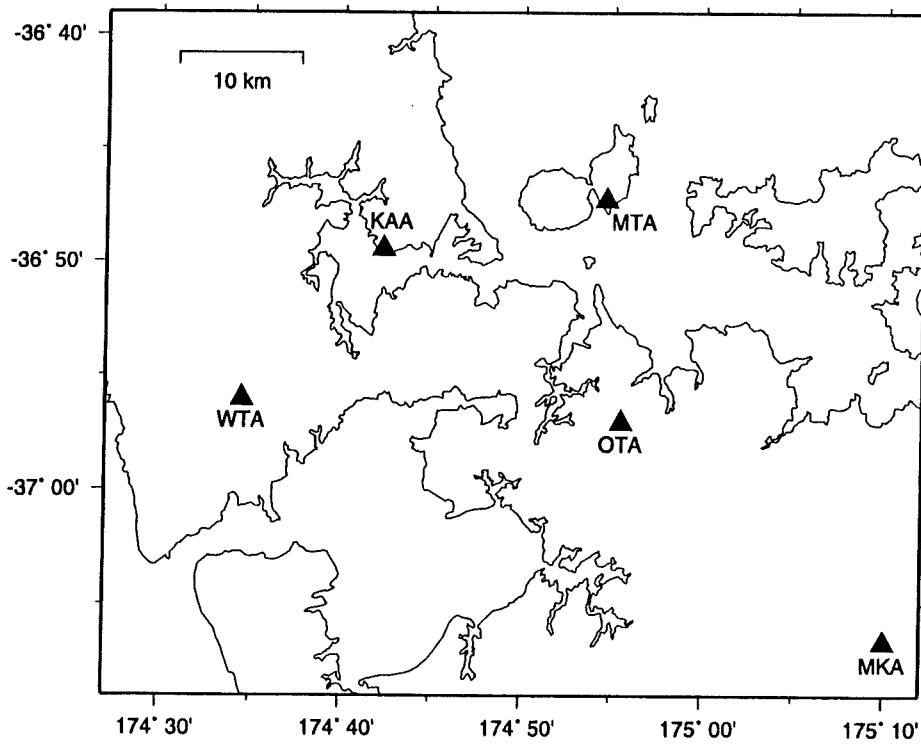 -36° 40'
10 km
KAA
MTA
-36° 50'
WTA
OTA
-37° 00'
MKA
174° 30'
174° 40'
174° 50'
175° 00'
175° 10'